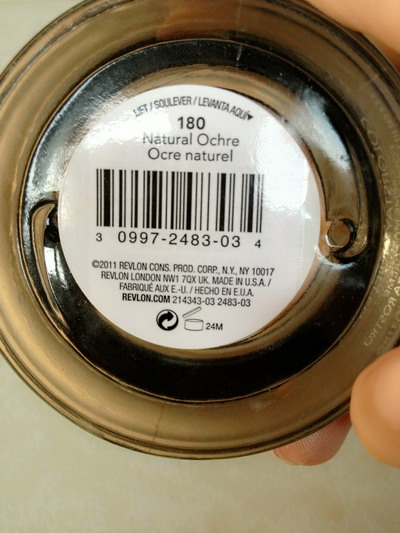 LIFT / SOULEVER / LEVANTA AQUÍ
180
Natural Ochre
Ocre naturel
3 0997-2483-03 4
©2011 REVLON CONS. PROD. CORP., N.Y., NY 10017
REVLON LONDON NW1 7QX UK. MADE IN U.S.A. /
FABRIQUÉ AUX E.-U. / HECHO EN E.U.A.
REVLON.COM 214343-03 2483-03
24M